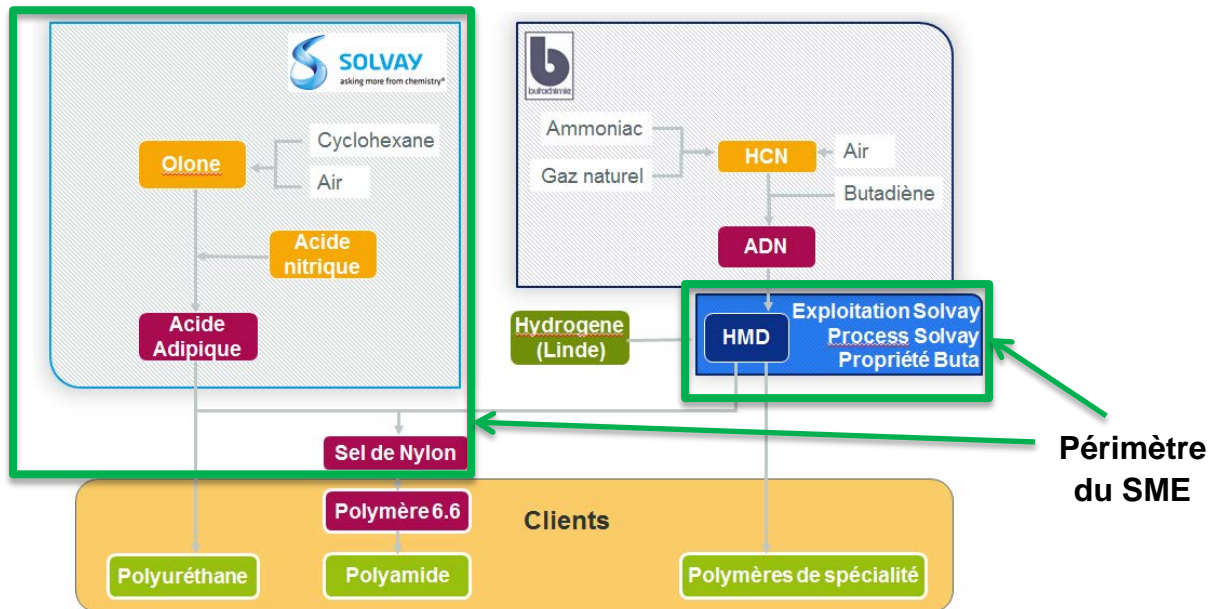 SOLVAY
asking more from chemistry®
Cyclohexane
Olone
Air
Acide
nitrique
Acide
Adipique
butachimie
Ammoniac
Gaz naturel
HCN
Air
Butadiène
ADN
Hydrogene
(Linde)
HMD
Exploitation Solvay
Process Solvay
Propriété Buta
Sel de Nylon
Périmètre
du SME
Polymère 6.6
Clients
Polyuréthane
Polyamide
Polymères de spécialité